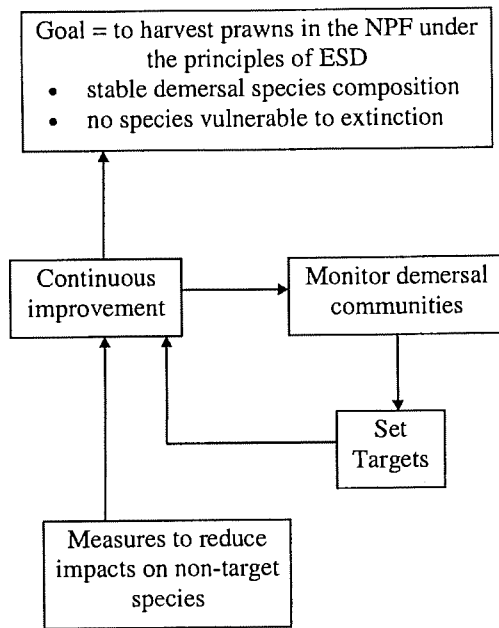 Goal = to harvest prawns in the NPF under
the principles of ESD
• stable demersal species composition
• no species vulnerable to extinction
Continuous
improvement
Monitor demersal
communities
Set
Targets
Measures to reduce
impacts on non-target
species